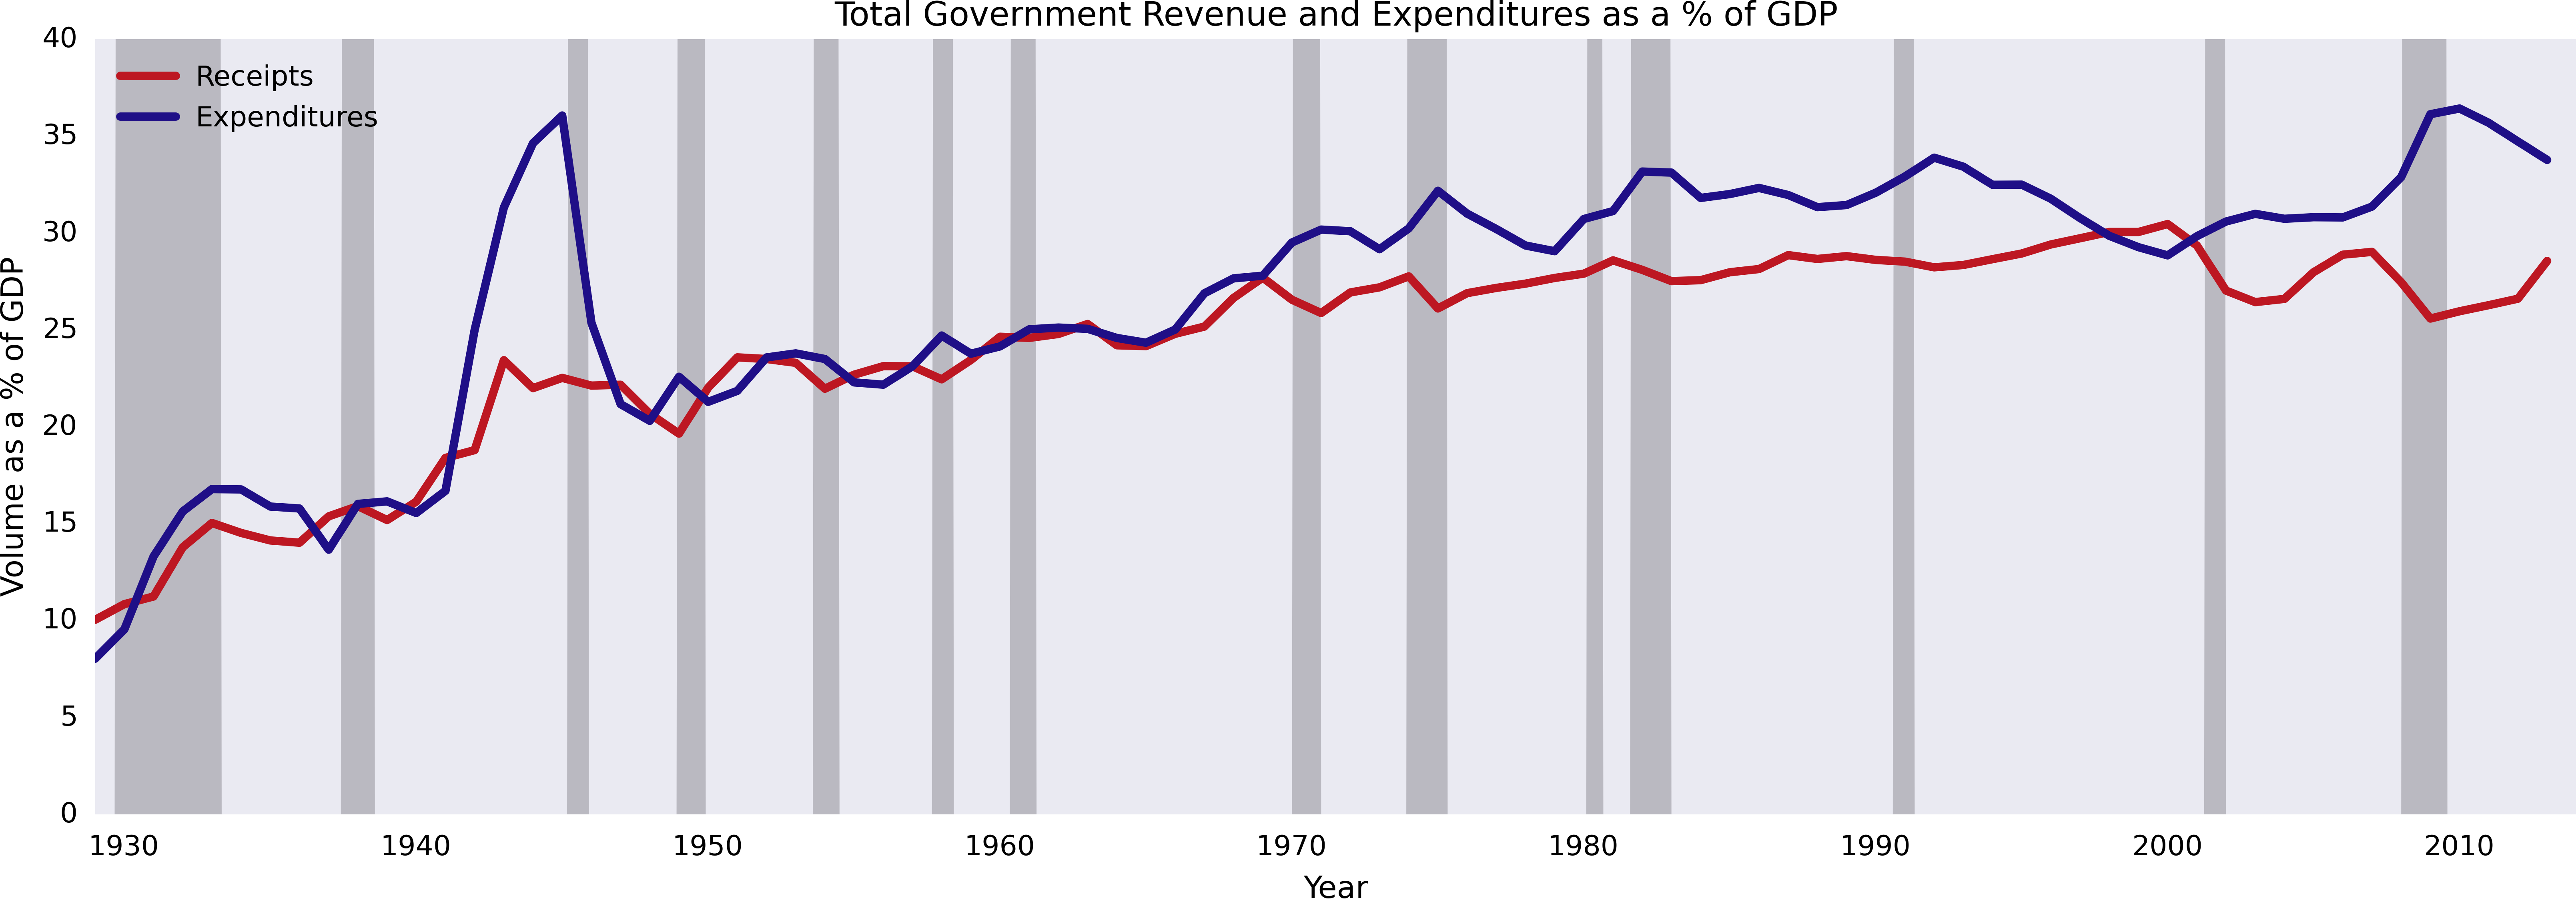 Total Government Revenue and Expenditures as a % of GDP
40
35
30
25
20
15
10
5
0
Volume as a % of GDP
Receipts
Expenditures
1930 1940 1950 1960 1970 1980 1990 2000 2010
Year